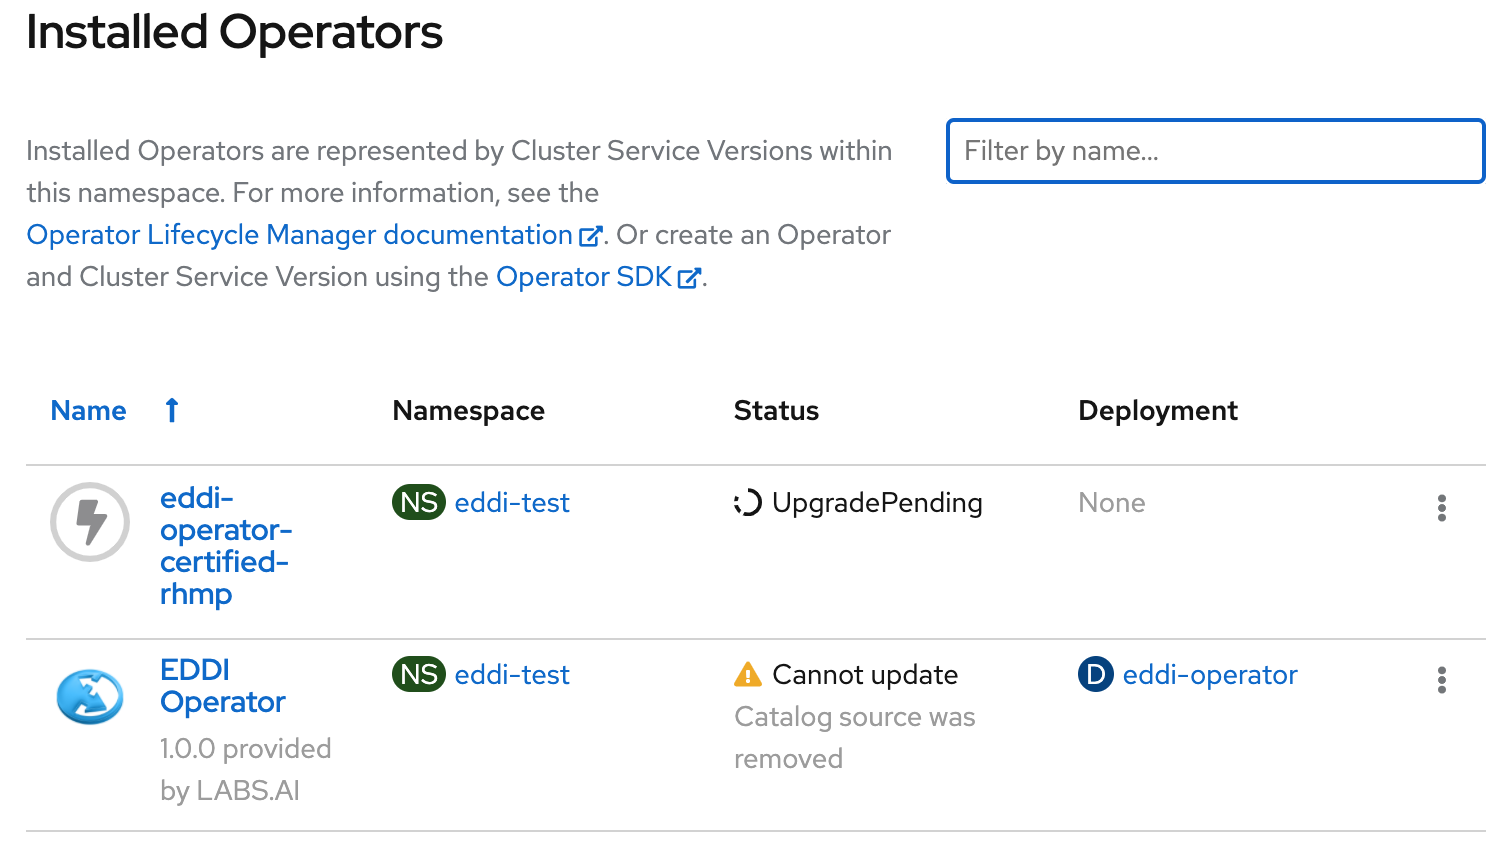 Installed Operators
Installed Operators are represented by Cluster Service Versions within
this namespace. For more information, see the
Operator Lifecycle Manager documentation. Or create an Operator
and Cluster Service Version using the Operator SDK.
Filter by name...
Name Namespace Status Deployment
eddi-
operator-
certified-
rhmp
NS eddi-test
UpgradePending
None
EDDI
Operator
1.0.0 provided
by LABS.AI
NS eddi-test
Cannot update
Catalog source was
removed
D eddi-operator